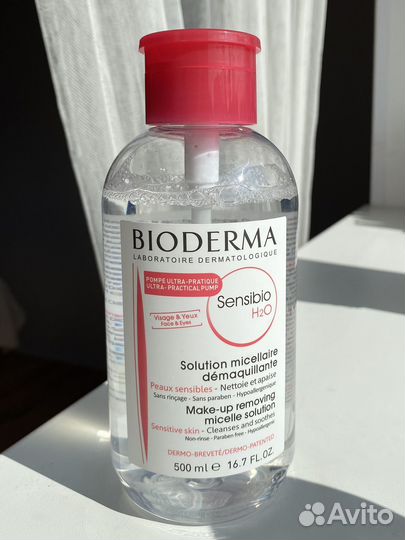 BIODERMA
LABORATOIRE DERMATOLOGIQUE
POMPE ULTRA-PRATIQUE
ULTRA-PRACTICAL PUMP
Sensibio
H2O
Visage & Yeux
Face & Eyes
Solution micellaire
démaquillante
Peaux sensibles - Nettoie et apaise
Sans rinçage - Sans paraben - Hypoallergénique
Make-up removing
micelle solution
Sensitive skin - Cleanses and soothes
Non-rinse - Paraben free - Hypoallergenic
DERMO-BREVETÉ/DERMO-PATENTED
500 ml e 16.7 FL.OZ.
Avito